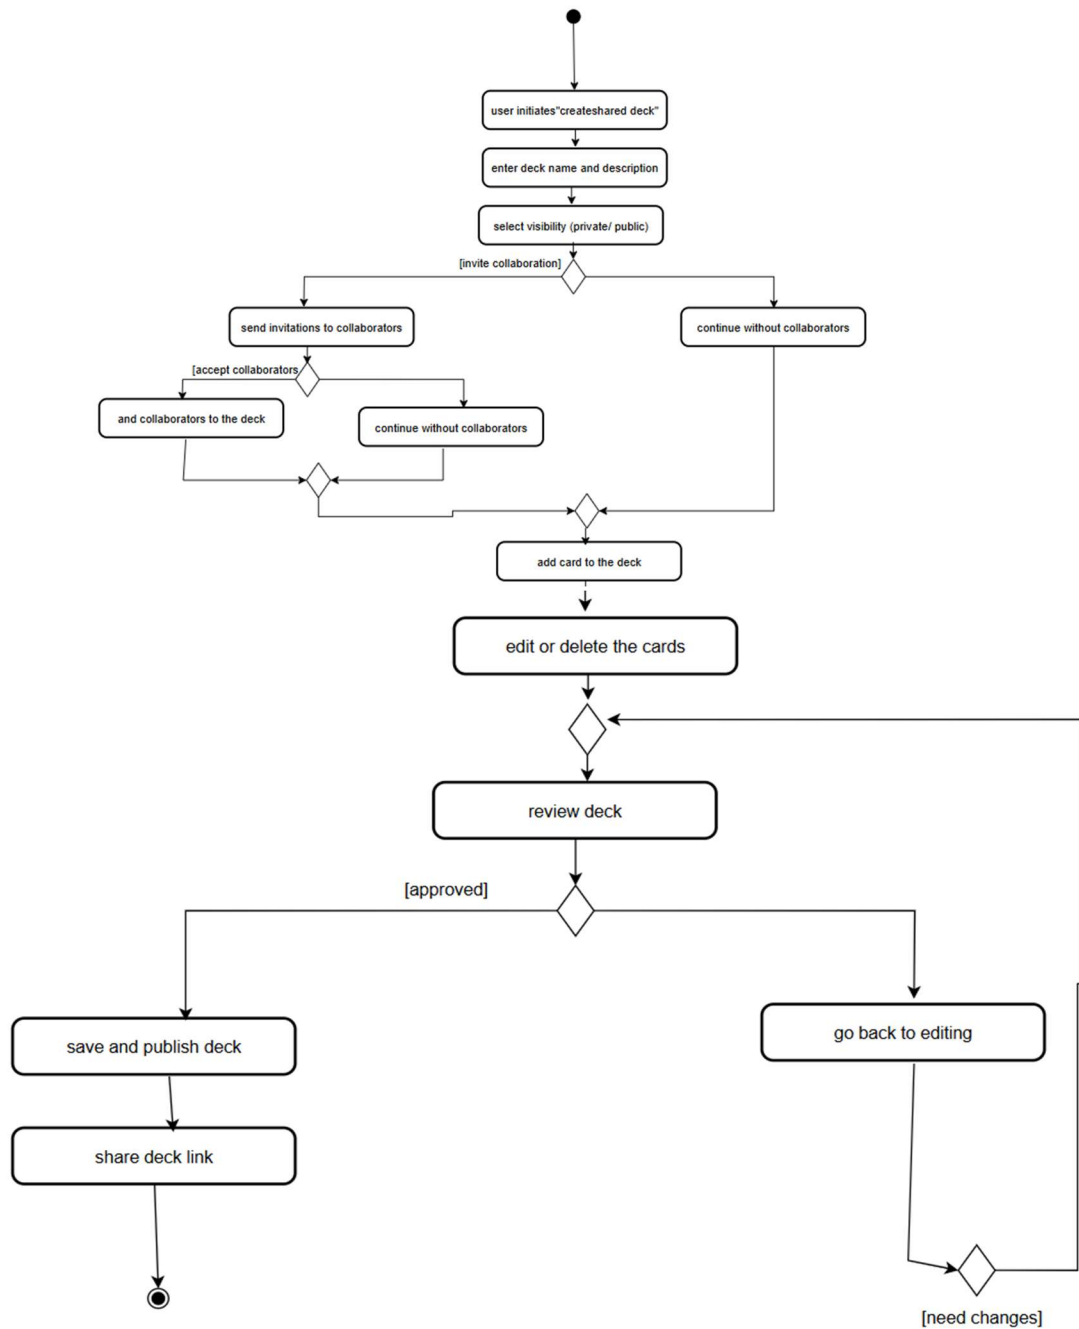 user initiates"createshared deck"
enter deck name and description
select visibility (private/ public)
[invite collaboration]
send invitations to collaborators
continue without collaborators
[accept collaborators
and collaborators to the deck
continue without collaborators
add card to the deck
edit or delete the cards
review deck
[approved]
save and publish deck
go back to editing
share deck link
[need changes]